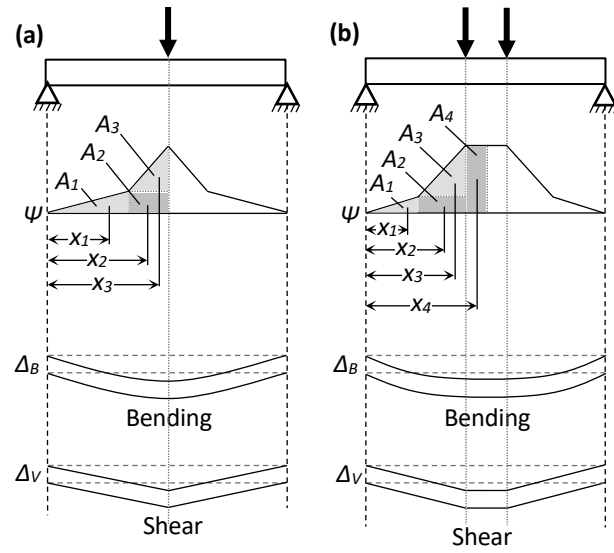 (a)
A3
A2
A1
Ψ
x1
x2
x3
ΔB
Bending
ΔV
Shear
(b)
A4
A3
A2
A1
Ψ
x1
x2
x3
x4
ΔB
Bending
ΔV
Shear